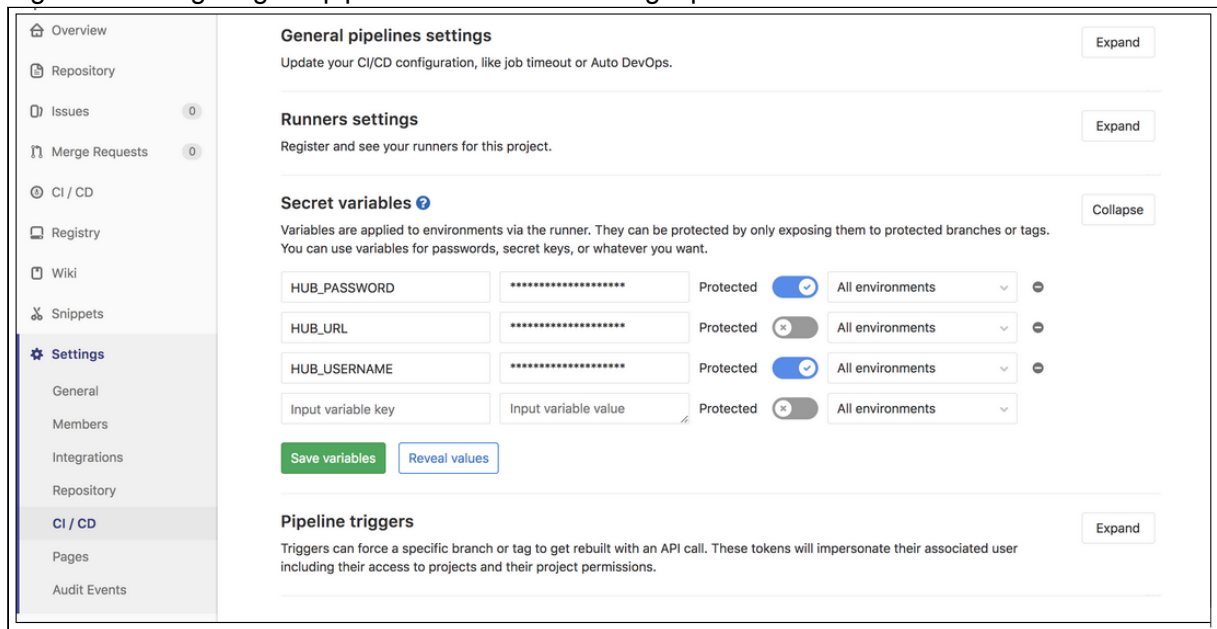 Overview
Repository
Issues 0
Merge Requests 0
CI / CD
Registry
Wiki
Snippets
Settings
General
Members
Integrations
Repository
CI / CD
Pages
Audit Events
General pipelines settings
Expand
Update your CI/CD configuration, like job timeout or Auto DevOps.
Runners settings
Expand
Register and see your runners for this project.
Secret variables
Collapse
Variables are applied to environments via the runner. They can be protected by only exposing them to protected branches or tags.
You can use variables for passwords, secret keys, or whatever you want.
HUB_PASSWORD ******************** Protected All environments
HUB_URL ******************** Protected All environments
HUB_USERNAME ******************** Protected All environments
Input variable key Input variable value Protected All environments
Save variables Reveal values
Pipeline triggers
Expand
Triggers can force a specific branch or tag to get rebuilt with an API call. These tokens will impersonate their associated user
including their access to projects and their project permissions.